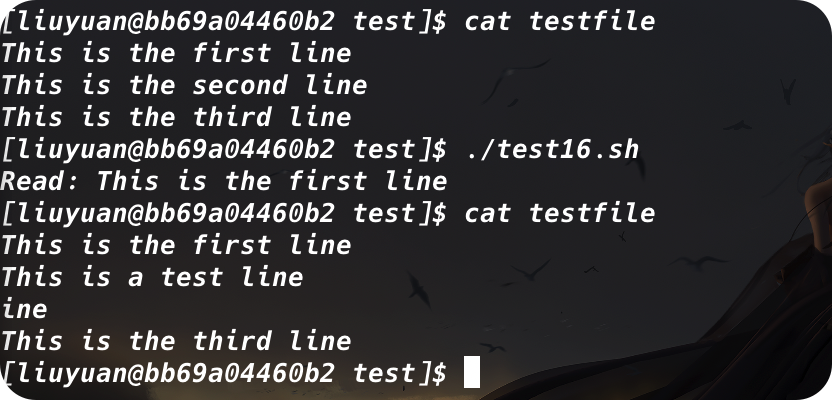 [liuyuan@bb69a04460b2 test]$ cat testfile
This is the first line
This is the second line
This is the third line
[liuyuan@bb69a04460b2 test]$ ./test16.sh
Read: This is the first line
[liuyuan@bb69a04460b2 test]$ cat testfile
This is the first line
This is a test line
ine
This is the third line
[liuyuan@bb69a04460b2 test]$